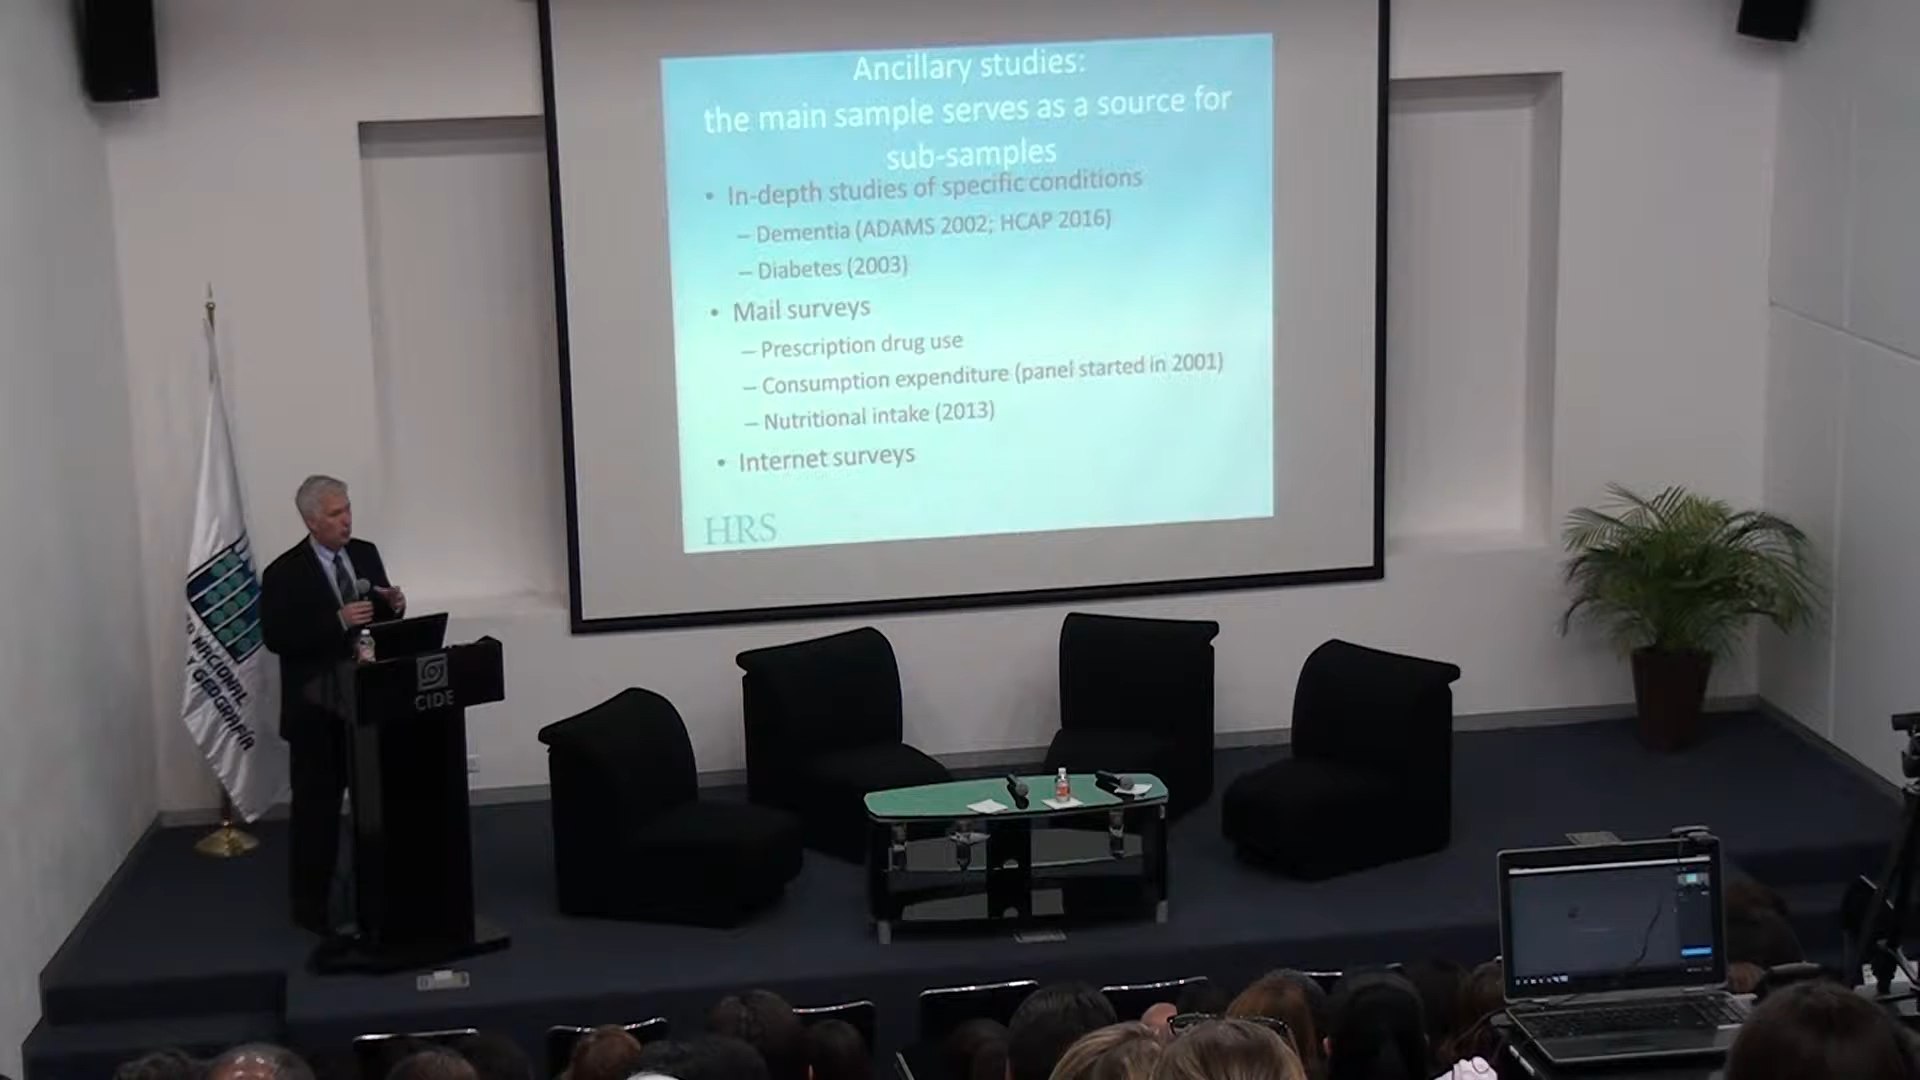 Ancillary studies:
the main sample serves as a source for
sub-samples
• In-depth studies of specific conditions
– Dementia (ADAMS 2002; HCAP 2016)
– Diabetes (2003)
• Mail surveys
– Prescription drug use
– Consumption expenditure (panel started in 2001)
– Nutritional intake (2013)
• Internet surveys
HRS
NACIONAL
Y GEOGRAFÍA
CIDE